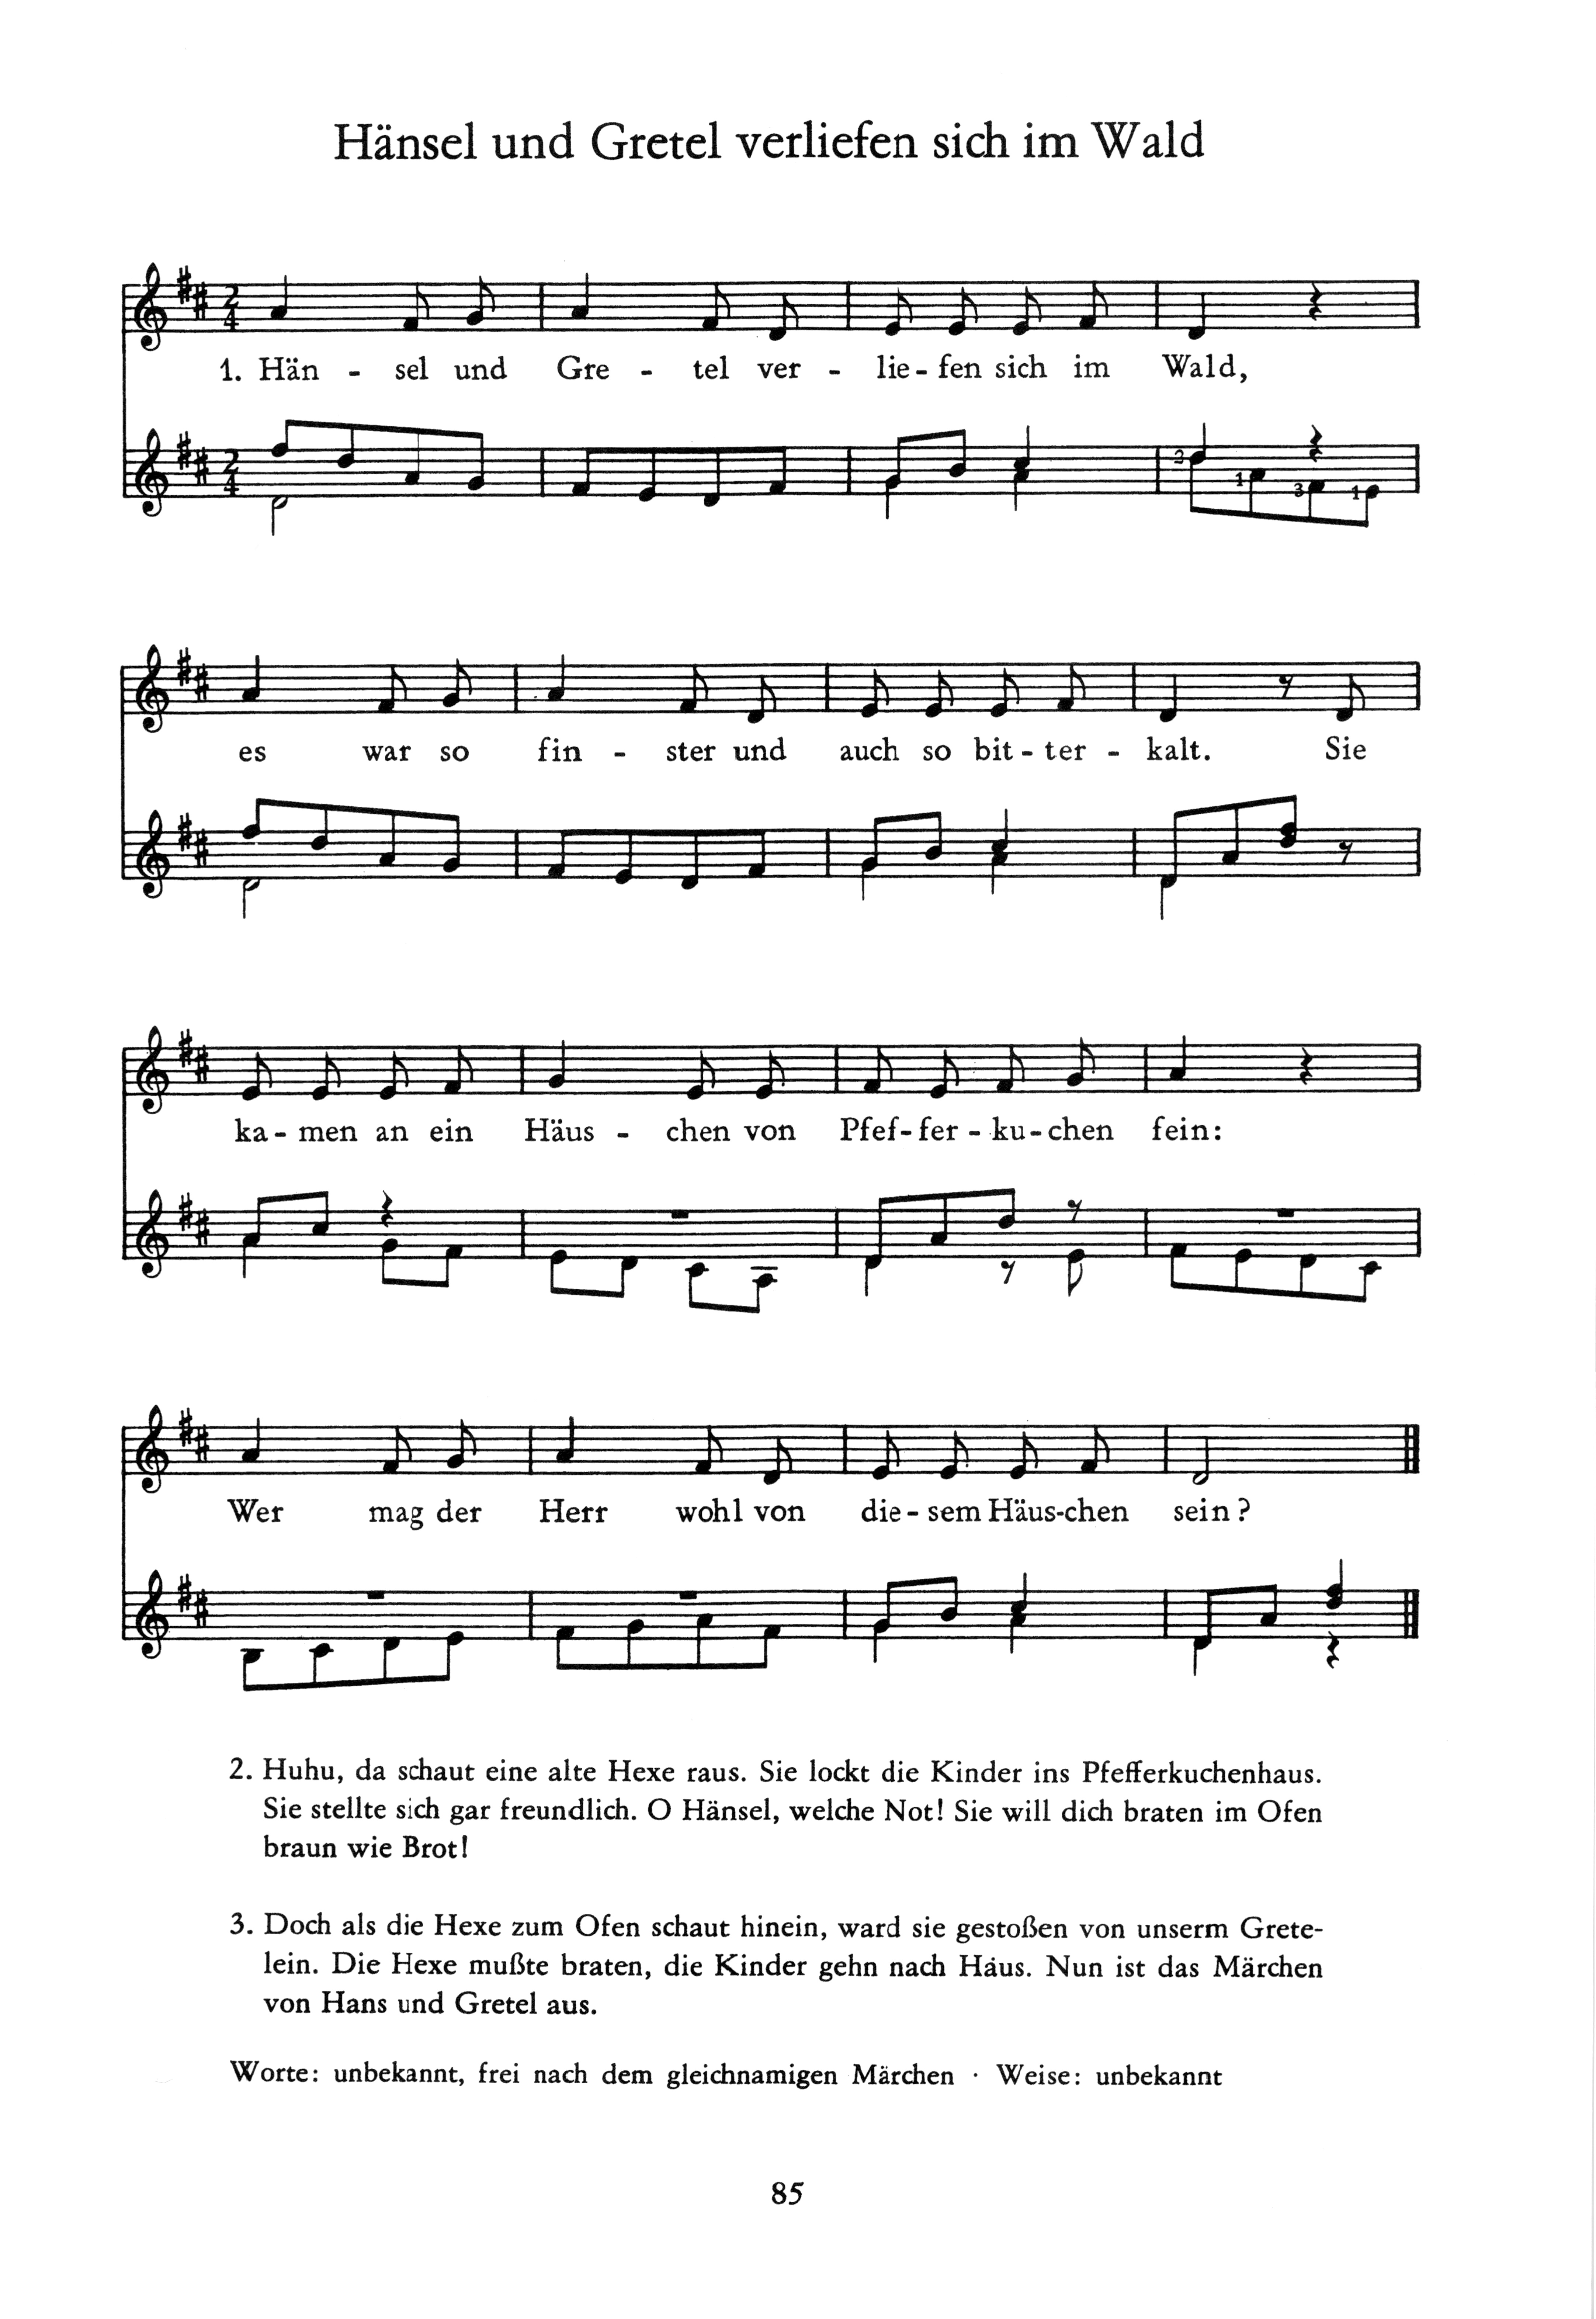 Hänsel und Gretel verliefen sich im Wald
2
4
1. Hän - sel und Gre - tel ver - lie - fen sich im Wald,
2
4
2 1 3 1
es war so fin - ster und auch so bit - ter - kalt. Sie
ka - men an ein Häus - chen von Pfef - fer - ku - chen fein:
Wer mag der Herr wohl von die - sem Häus-chen sein?
2. Huhu, da schaut eine alte Hexe raus. Sie lockt die Kinder ins Pfefferkuchenhaus.
Sie stellte sich gar freundlich. O Hänsel, welche Not! Sie will dich braten im Ofen
braun wie Brot!
3. Doch als die Hexe zum Ofen schaut hinein, ward sie gestoßen von unserm Grete-
lein. Die Hexe mußte braten, die Kinder gehn nach Haus. Nun ist das Märchen
von Hans und Gretel aus.
Worte: unbekannt, frei nach dem gleichnamigen Märchen · Weise: unbekannt
85